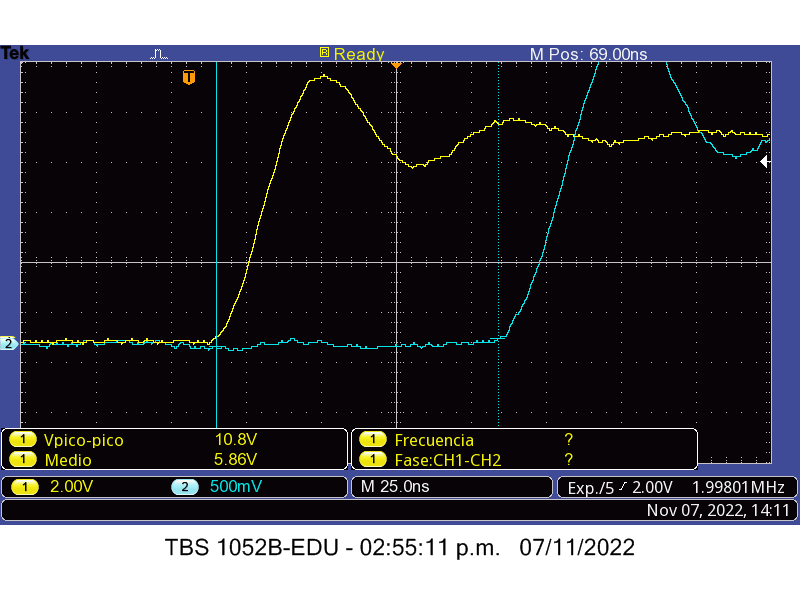 Tek R Ready M Pos: 69.00ns
T
2
1 Vpico-pico 10.8V 1 Frecuencia ?
1 Medio 5.86V 1 Fase:CH1-CH2 ?
1 2.00V 2 500mV M 25.0ns Exp./5 2.00V 1.99801MHz
Nov 07, 2022, 14:11
TBS 1052B-EDU - 02:55:11 p.m. 07/11/2022